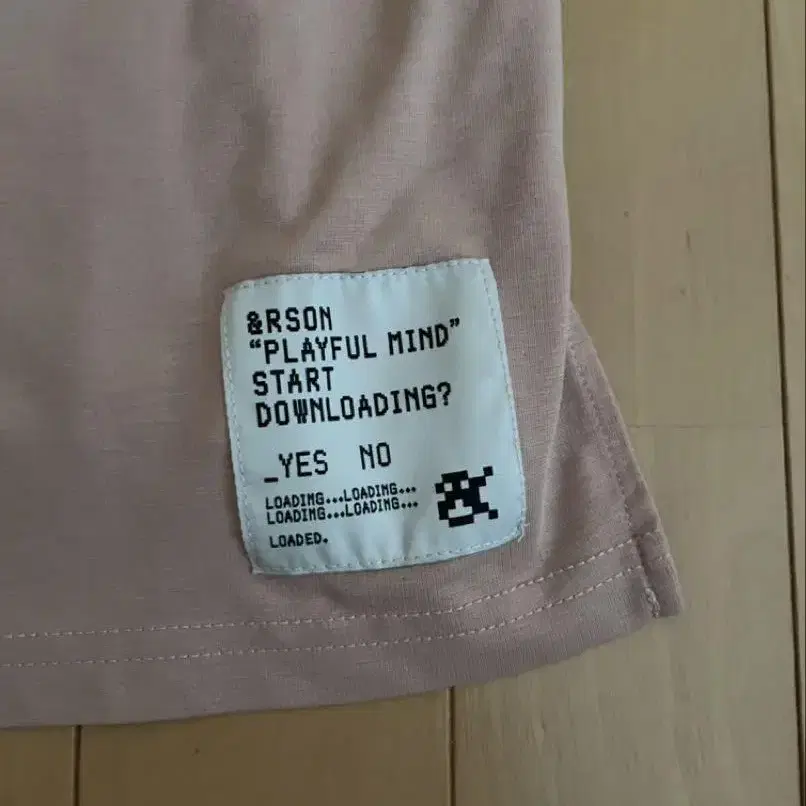 &RSON
“PLAYFUL MIND”
START
DOWNLOADING?
_YES NO
LOADING...LOADING...
LOADING...LOADING...
LOADED.